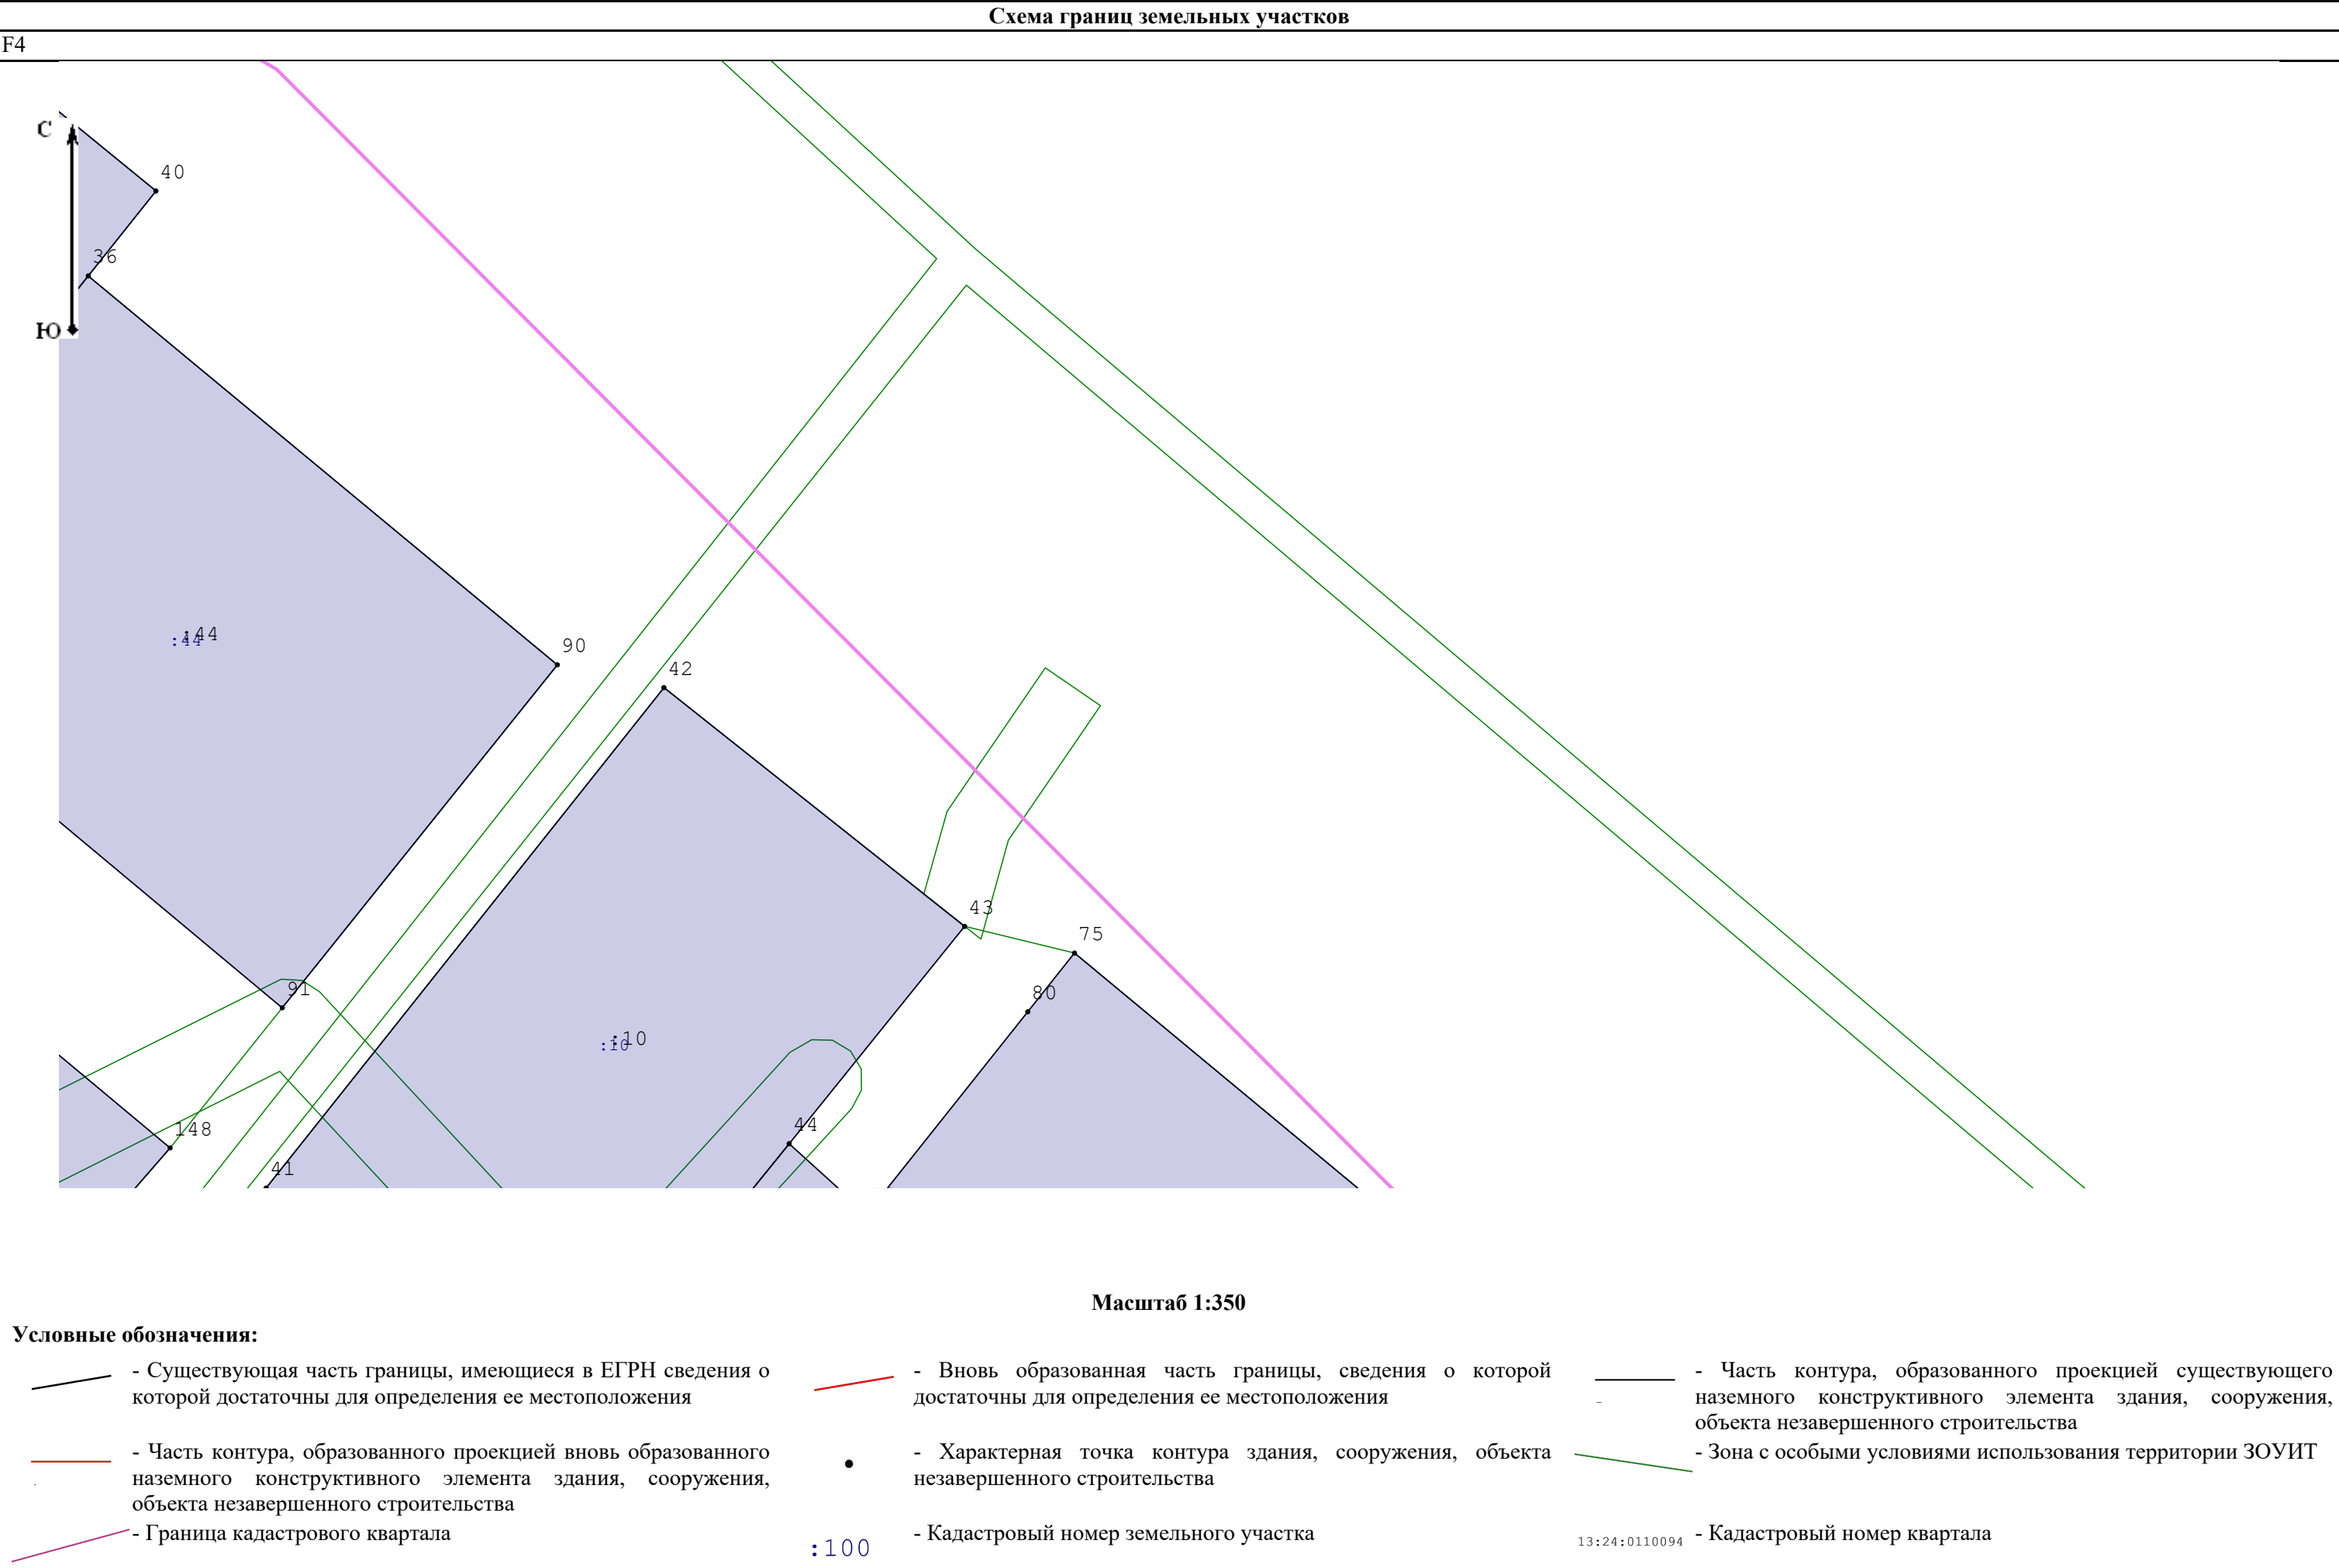 Схема границ земельных участков
F4
С
40
36
Ю
:44
:44
90
42
43
75
80
91
:10
:10
44
148
41
Масштаб 1:350
Условные обозначения:
- Существующая часть границы, имеющиеся в ЕГРН сведения о
которой достаточны для определения ее местоположения
- Вновь образованная часть границы, сведения о которой
достаточны для определения ее местоположения
- Часть контура, образованного проекцией существующего
наземного конструктивного элемента здания, сооружения,
объекта незавершенного строительства
- Часть контура, образованного проекцией вновь образованного
наземного конструктивного элемента здания, сооружения,
объекта незавершенного строительства
- Характерная точка контура здания, сооружения, объекта
незавершенного строительства
- Зона с особыми условиями использования территории ЗОУИТ
- Граница кадастрового квартала
:100
- Кадастровый номер земельного участка
13:24:0110094
- Кадастровый номер квартала